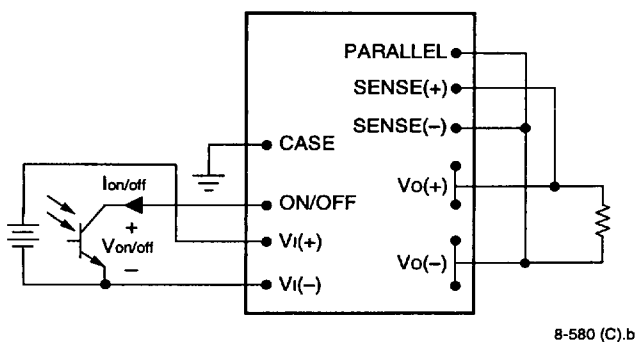 PARALLEL
SENSE(+)
SENSE(–)
CASE
Ion/off
ON/OFF
VO(+)
+
Von/off
–
VI(+)
VI(–)
VO(–)
8-580 (C).b